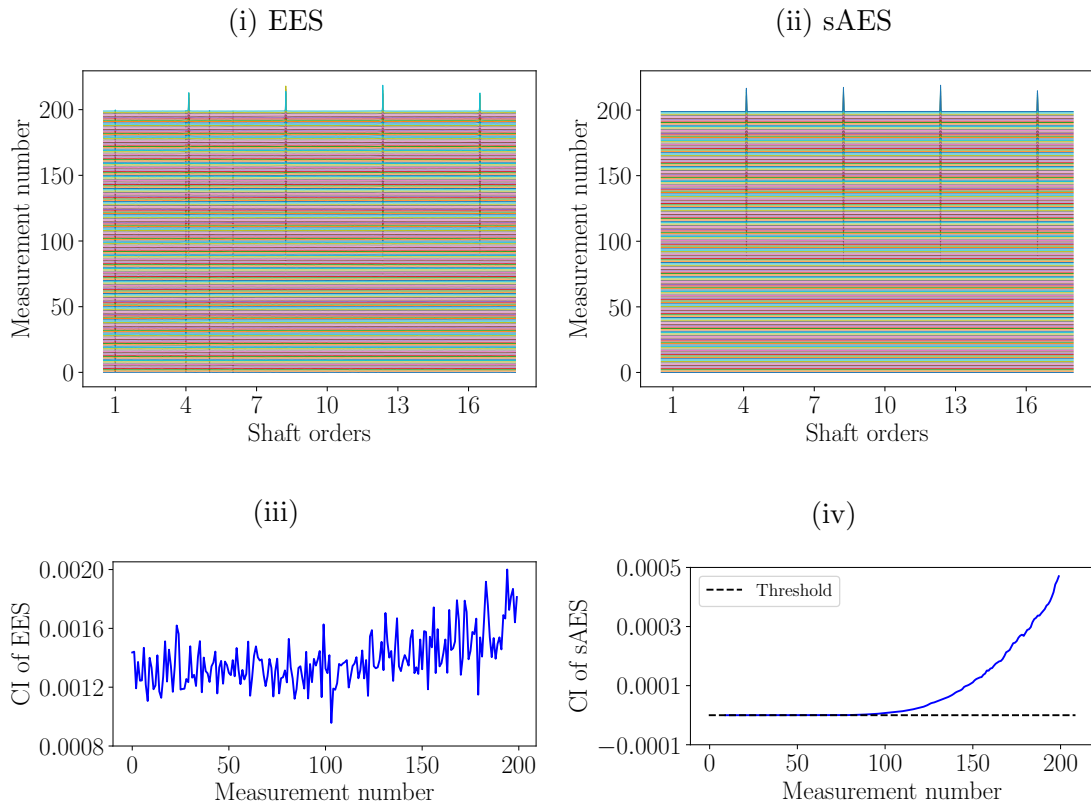 (i) EES
(ii) sAES
Measurement number
200
150
100
50
0
1 4 7 10 13 16
Shaft orders
Measurement number
200
150
100
50
0
1 4 7 10 13 16
Shaft orders
(iii)
(iv)
CI of EES
0.0020
0.0016
0.0012
0.0008
0 50 100 150 200
Measurement number
CI of sAES
0.0005
0.0003
0.0001
−0.0001
Threshold
0 50 100 150 200
Measurement number